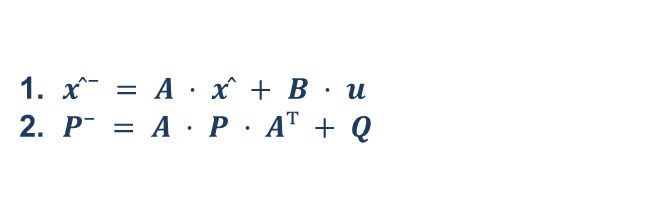 1. x^⁻ = A · x^ + B · u
2. P⁻ = A · P · Aᵀ + Q